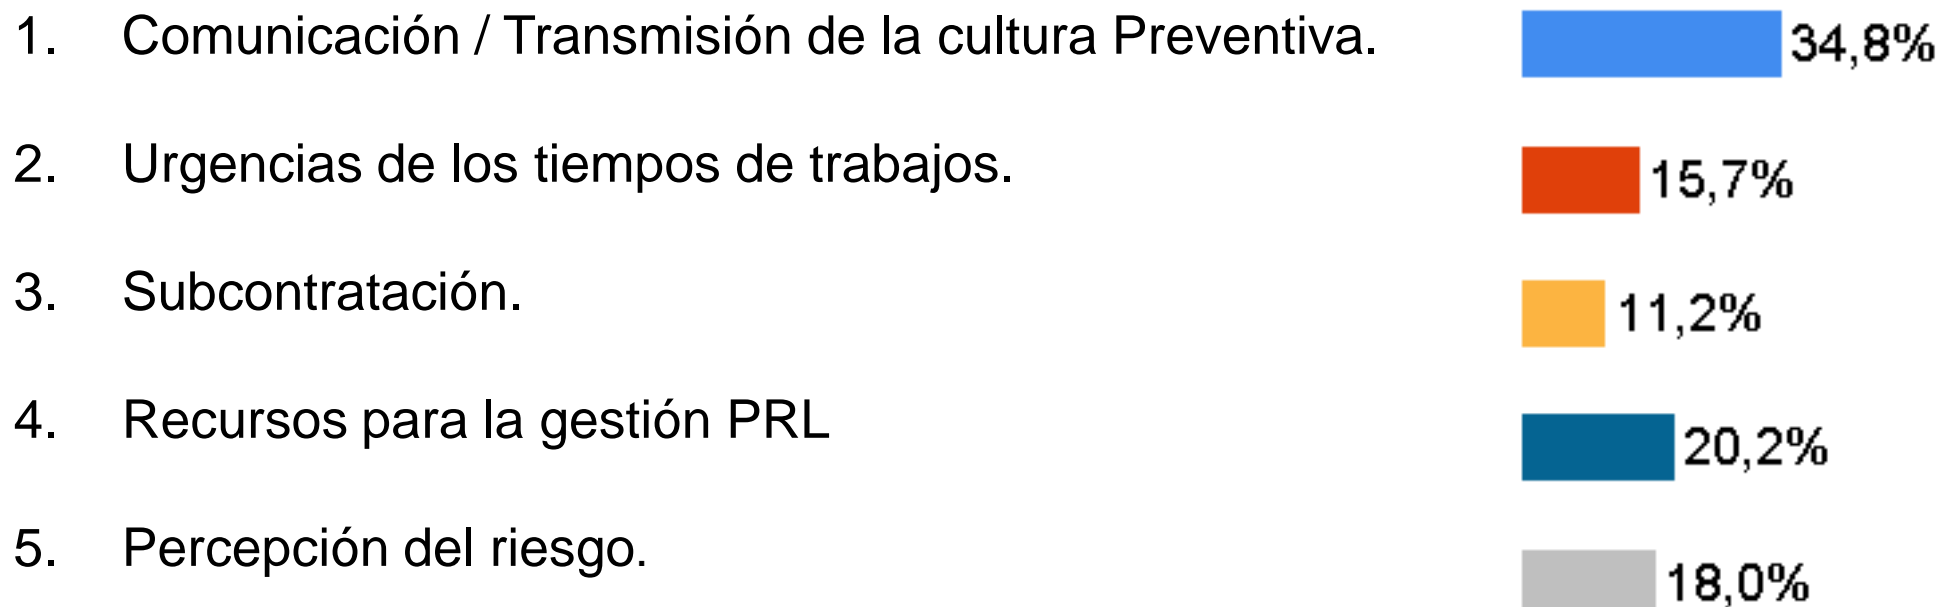 1. Comunicación / Transmisión de la cultura Preventiva. 34,8%
2. Urgencias de los tiempos de trabajos. 15,7%
3. Subcontratación. 11,2%
4. Recursos para la gestión PRL 20,2%
5. Percepción del riesgo. 18,0%